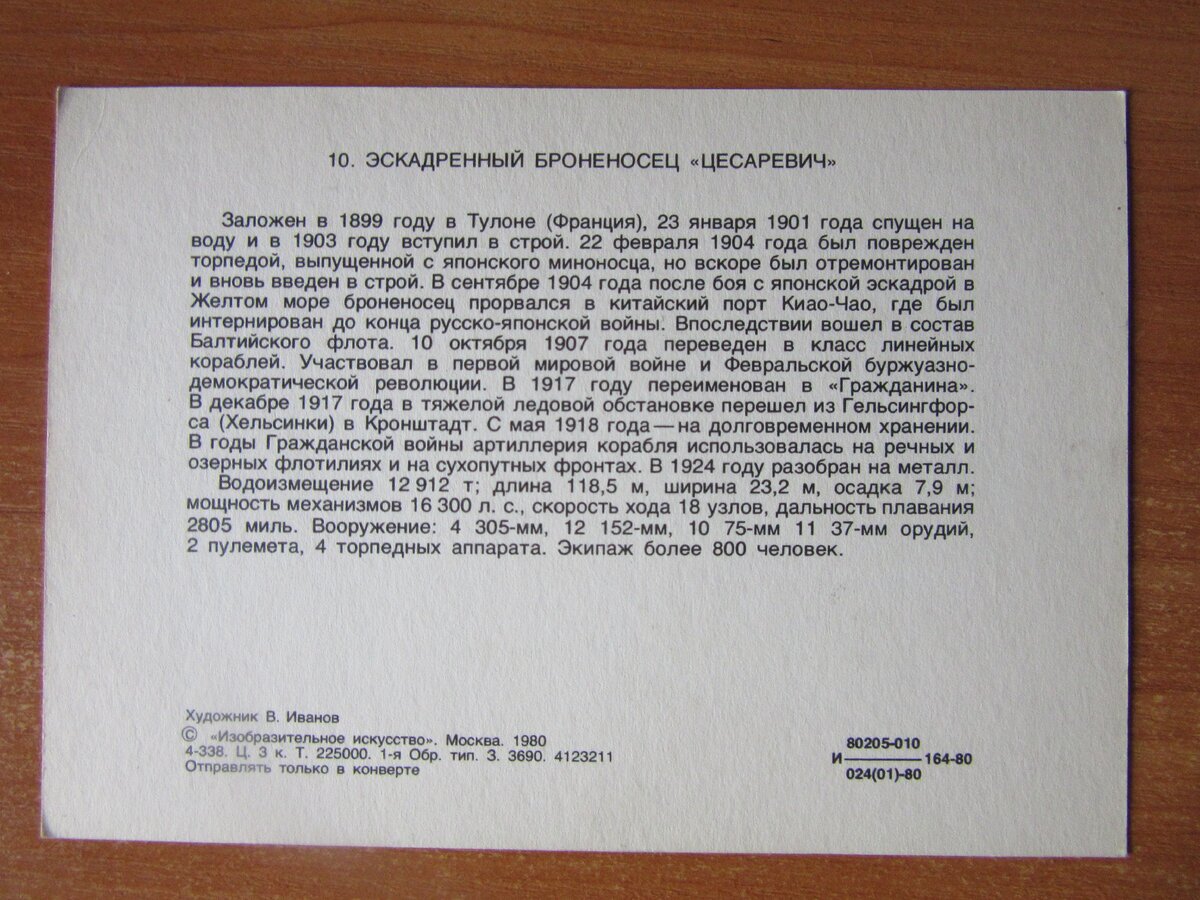 10. ЭСКАДРЕННЫЙ БРОНЕНОСЕЦ «ЦЕСАРЕВИЧ»
Заложен в 1899 году в Тулоне (Франция), 23 января 1901 года спущен на
воду и в 1903 году вступил в строй. 22 февраля 1904 года был поврежден
торпедой, выпущенной с японского миноносца, но вскоре был отремонтирован
и вновь введен в строй. В сентябре 1904 года после боя с японской эскадрой в
Желтом море броненосец прорвался в китайский порт Киао-Чао, где был
интернирован до конца русско-японской войны. Впоследствии вошел в состав
Балтийского флота. 10 октября 1907 года переведен в класс линейных
кораблей. Участвовал в первой мировой войне и Февральской буржуазно-
демократической революции. В 1917 году переименован в «Гражданина».
В декабре 1917 года в тяжелой ледовой обстановке перешел из Гельсингфор-
са (Хельсинки) в Кронштадт. С мая 1918 года — на долговременном хранении.
В годы Гражданской войны артиллерия корабля использовалась на речных и
озерных флотилиях и на сухопутных фронтах. В 1924 году разобран на металл.
Водоизмещение 12 912 т; длина 118,5 м, ширина 23,2 м, осадка 7,9 м;
мощность механизмов 16 300 л. с., скорость хода 18 узлов, дальность плавания
2805 миль. Вооружение: 4 305-мм, 12 152-мм, 10 75-мм 11 37-мм орудий,
2 пулемета, 4 торпедных аппарата. Экипаж более 800 человек.
Художник В. Иванов
© «Изобразительное искусство». Москва. 1980
4-338. Ц. 3 к. Т. 225000. 1-я Обр. тип. З. 3690. 4123211
Отправлять только в конверте
80205-010
И — 164-80
024(01)-80